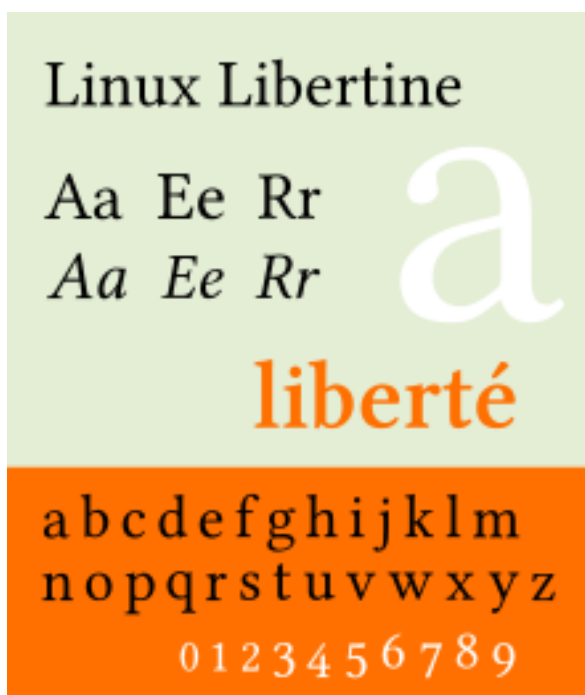 Linux Libertine
Aa Ee Rr
a
Aa Ee Rr
liberté
a b c d e f g h i j k l m
n o p q r s t u v w x y z
0 1 2 3 4 5 6 7 8 9